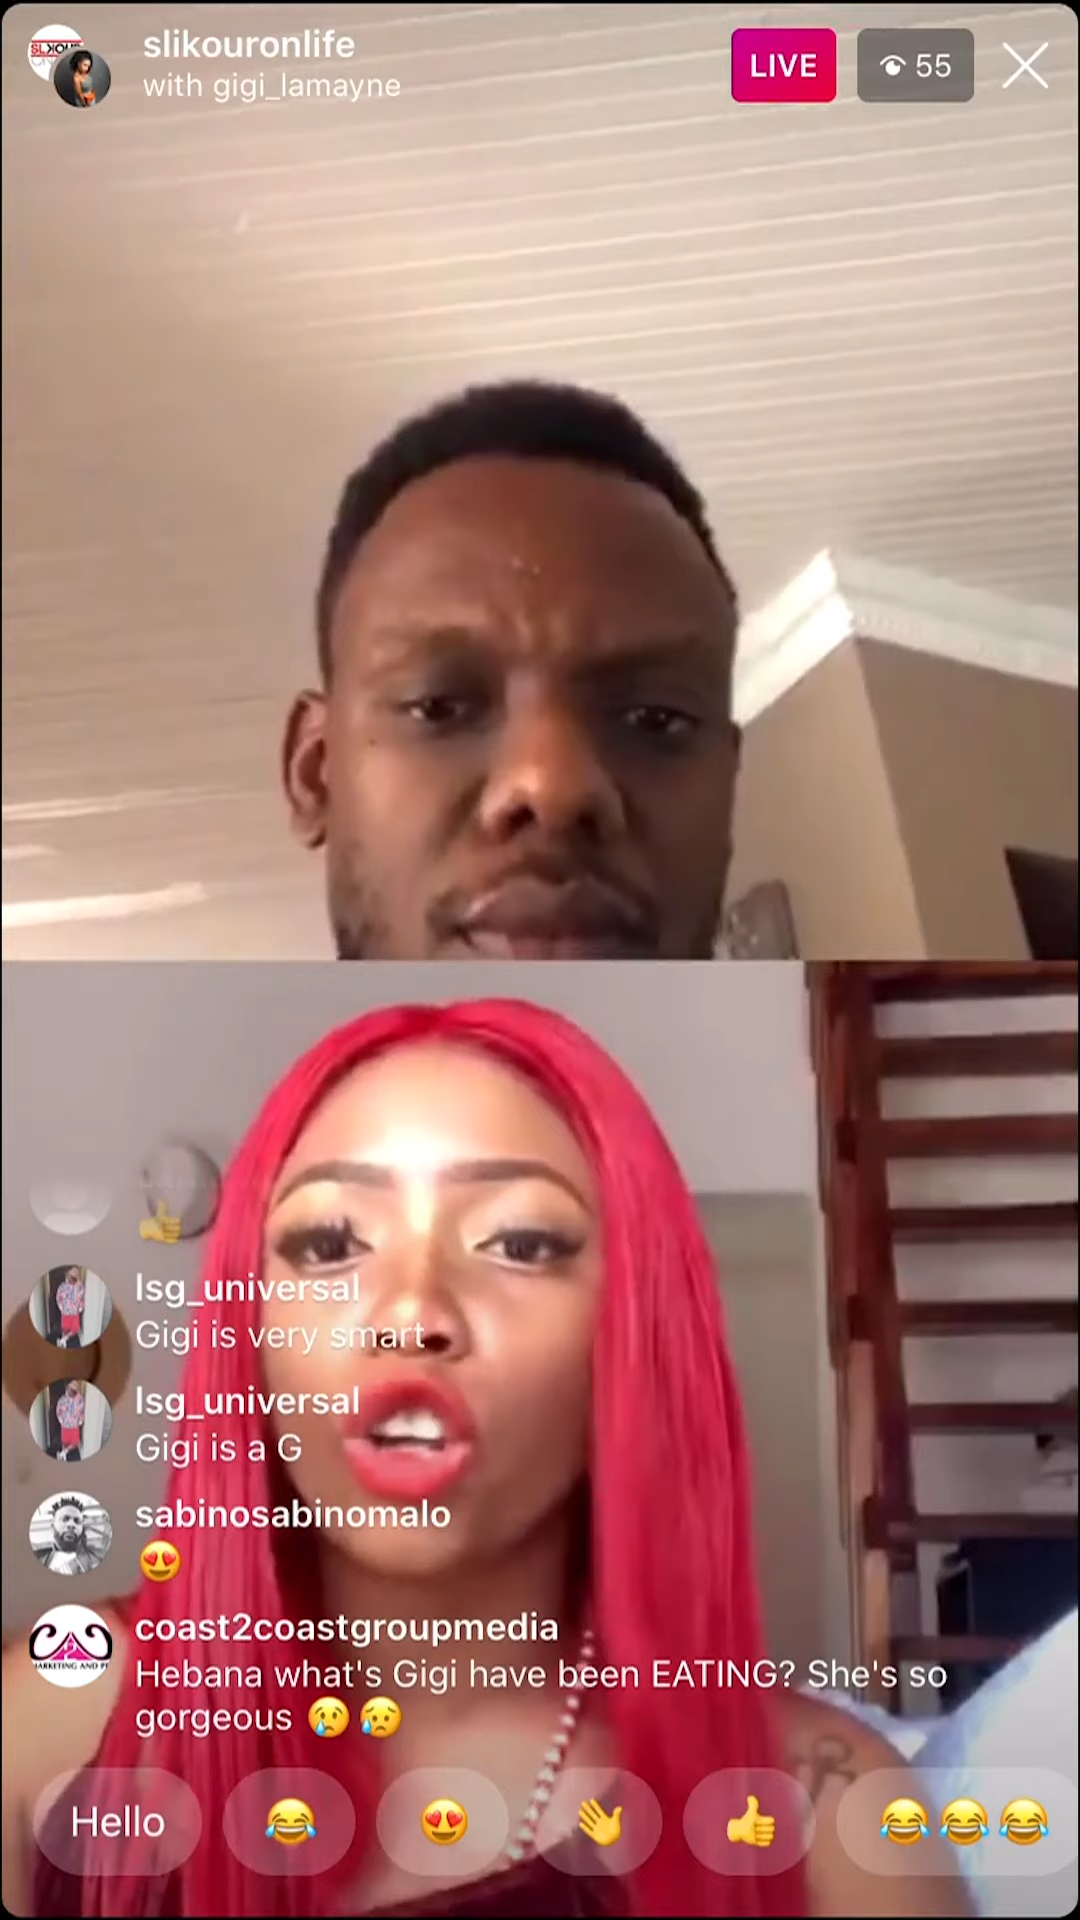 slikouronlife
with gigi_lamayne
LIVE
55
lsg_universal
Gigi is very smart
lsg_universal
Gigi is a G
sabinosabinomalo
😍
coast2coastgroupmedia
Hebana what's Gigi have been EATING? She's so
gorgeous 😢 😥
Hello